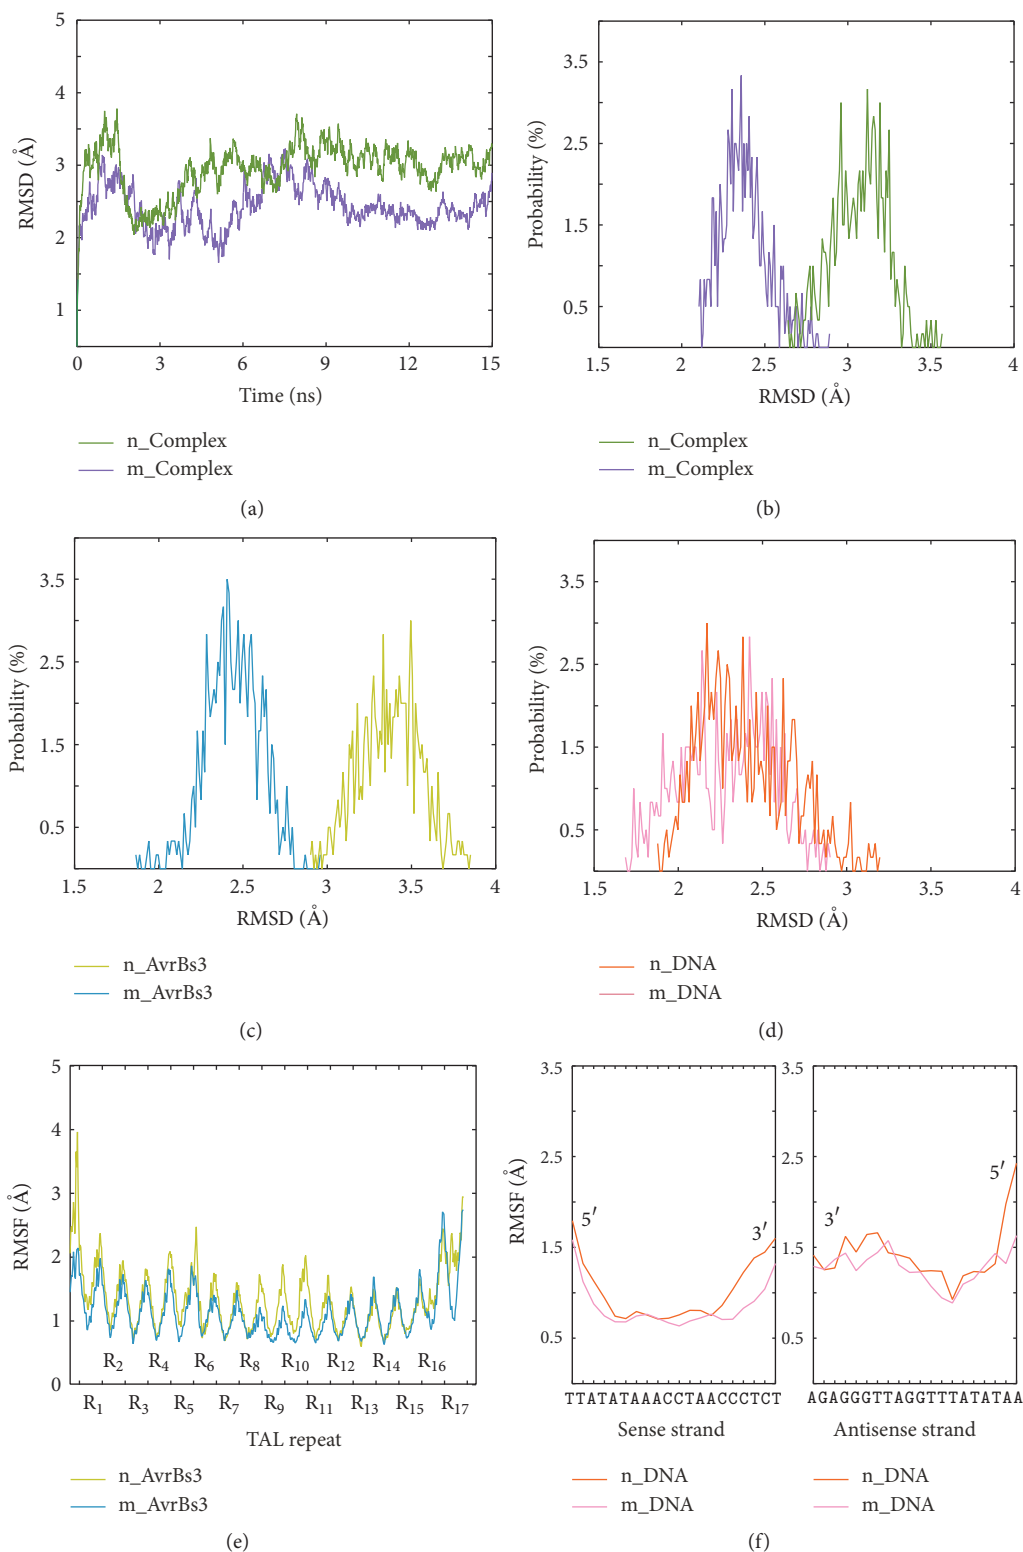 5
4
3
2
1
RMSD (Å)
0 3 6 9 12 15
Time (ns)
n_Complex
m_Complex
(a)
3.5
2.5
1.5
0.5
Probability (%)
1.5 2 2.5 3 3.5 4
RMSD (Å)
n_Complex
m_Complex
(b)
3.5
2.5
1.5
0.5
Probability (%)
1.5 2 2.5 3 3.5 4
RMSD (Å)
n_AvrBs3
m_AvrBs3
(c)
3.5
2.5
1.5
0.5
Probability (%)
1.5 2 2.5 3 3.5 4
RMSD (Å)
n_DNA
m_DNA
(d)
5
4
3
2
1
0
RMSF (Å)
R2 R4 R6 R8 R10 R12 R14 R16
R1 R3 R5 R7 R9 R11 R13 R15 R17
TAL repeat
n_AvrBs3
m_AvrBs3
(e)
3.5
2.5
1.5
0.5
RMSF (Å)
5′
3′
TTATATAAACCTAACCCTCT
Sense strand
n_DNA
m_DNA
3.5
2.5
1.5
0.5
3′
5′
AGAGGGTTAGGTTTATATAA
Antisense strand
n_DNA
m_DNA
(f)